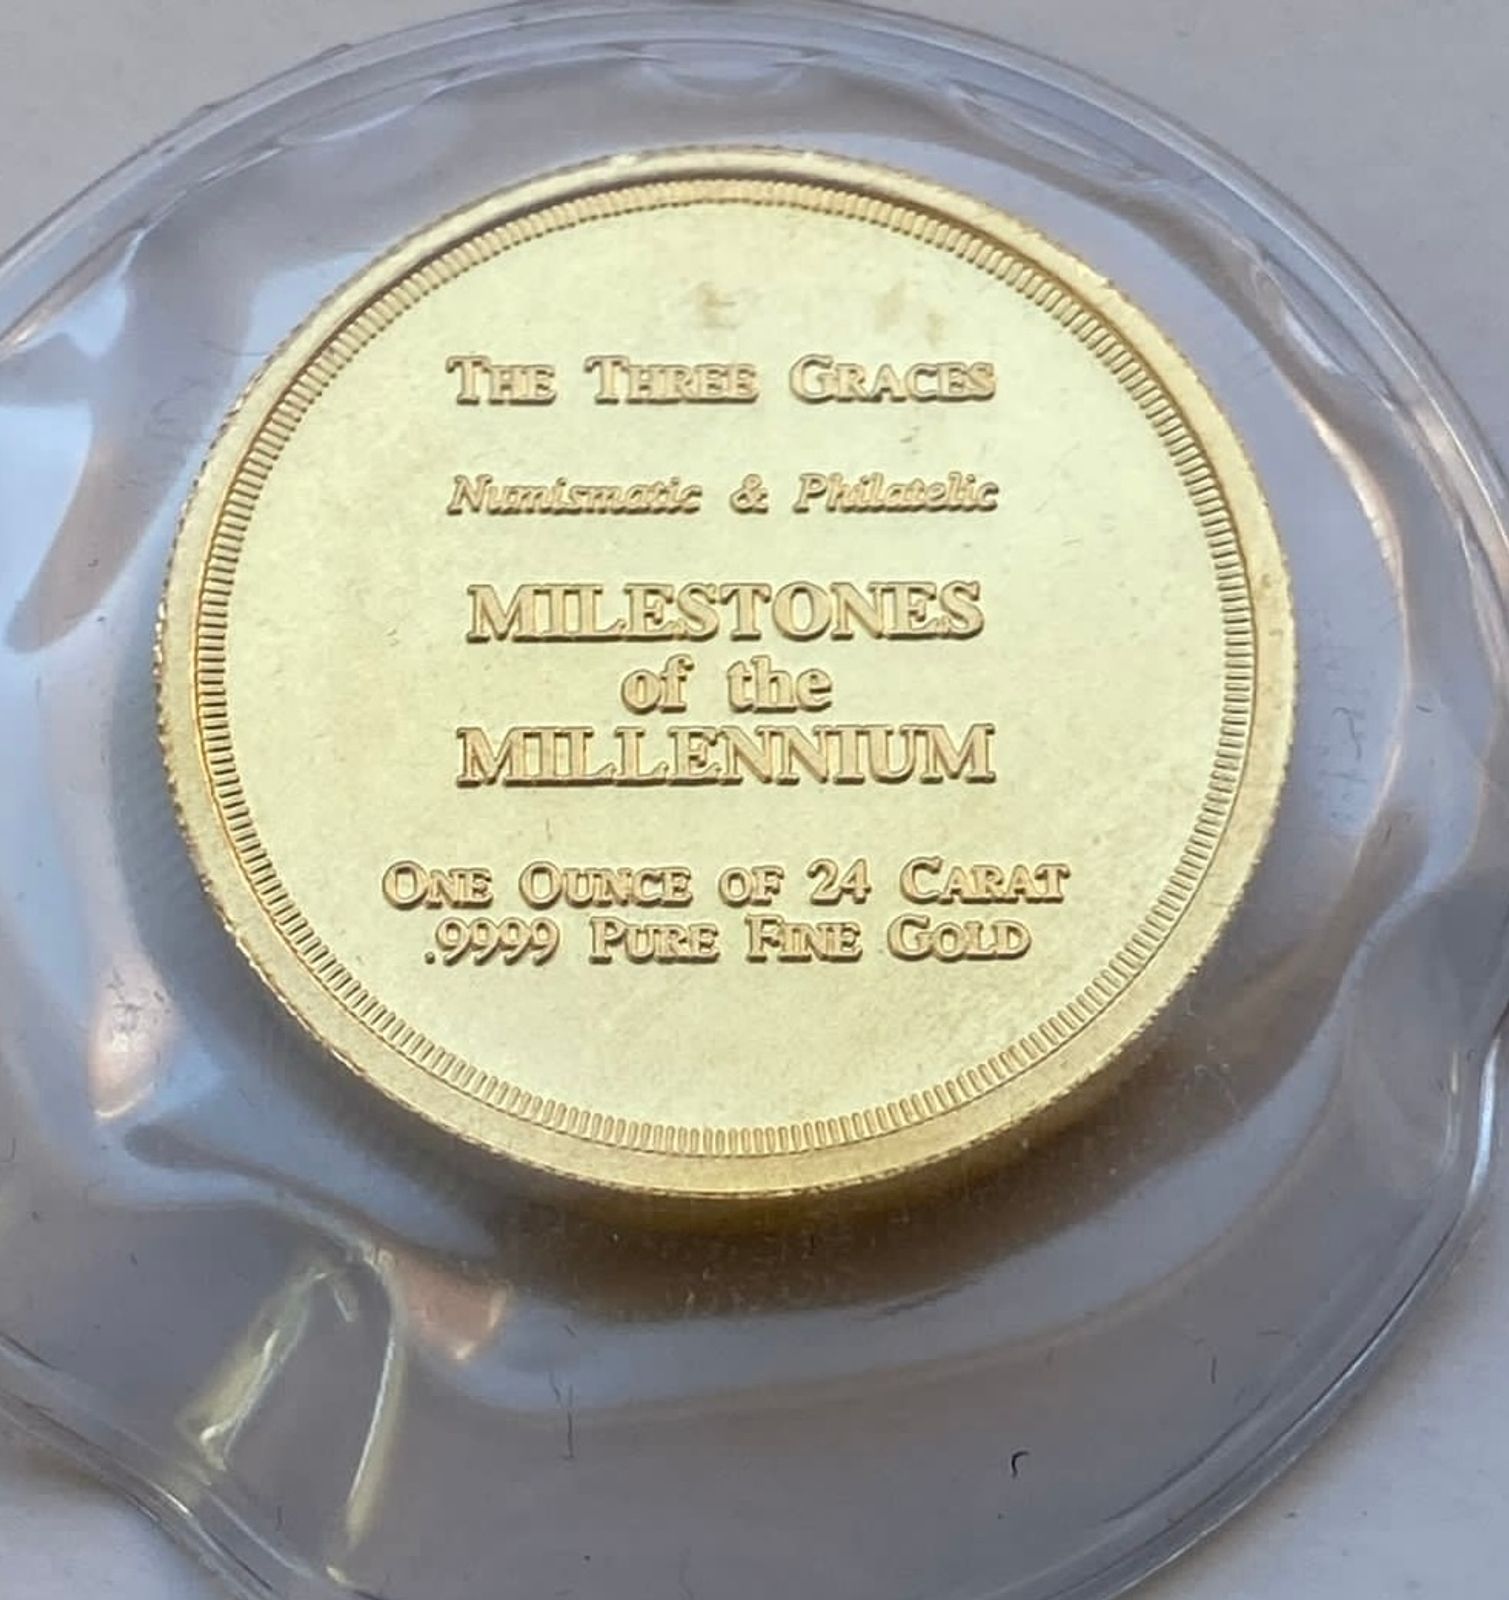 THE THREE GRACES
Numismatic & Philatelic
MILESTONES
of the
MILLENNIUM
ONE OUNCE OF 24 CARAT
.9999 PURE FINE GOLD